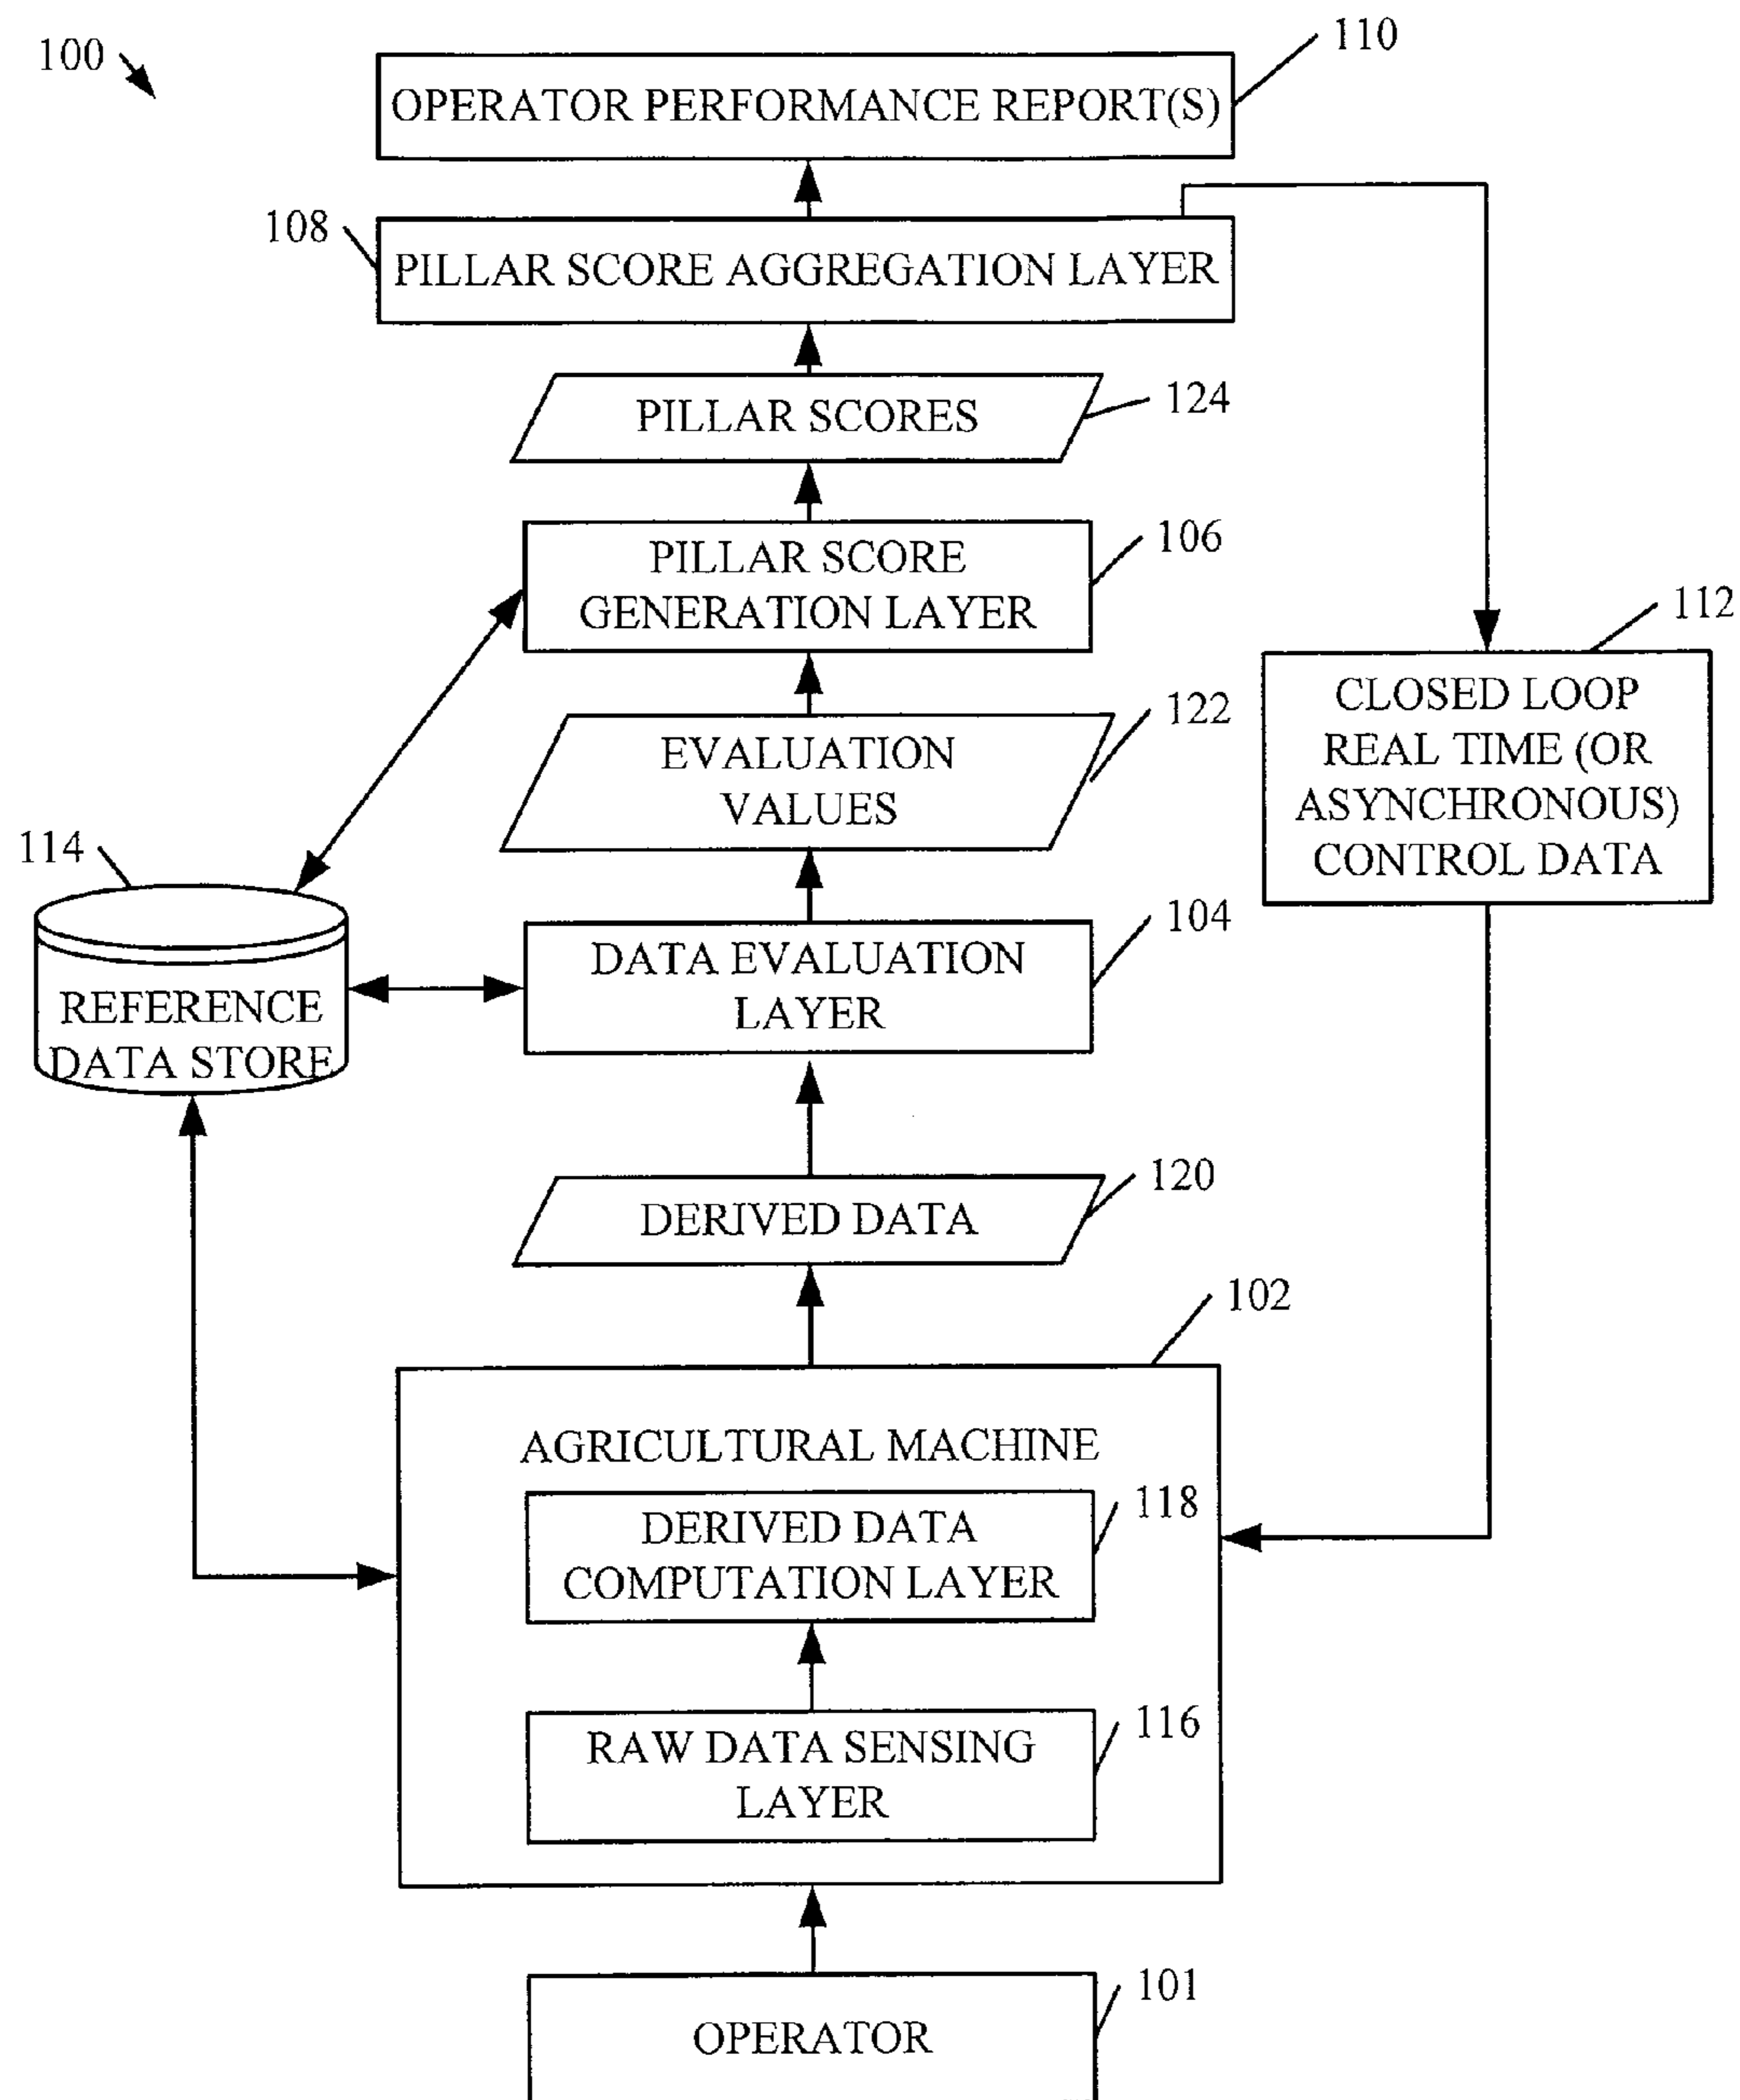 100
110
OPERATOR PERFORMANCE REPORT(S)
108
PILLAR SCORE AGGREGATION LAYER
PILLAR SCORES
124
PILLAR SCORE
GENERATION LAYER
106
112
CLOSED LOOP
REAL TIME (OR
ASYNCHRONOUS)
CONTROL DATA
EVALUATION
VALUES
122
114
REFERENCE
DATA STORE
DATA EVALUATION
LAYER
104
DERIVED DATA
120
102
AGRICULTURAL MACHINE
DERIVED DATA
COMPUTATION LAYER
118
RAW DATA SENSING
LAYER
116
OPERATOR
101